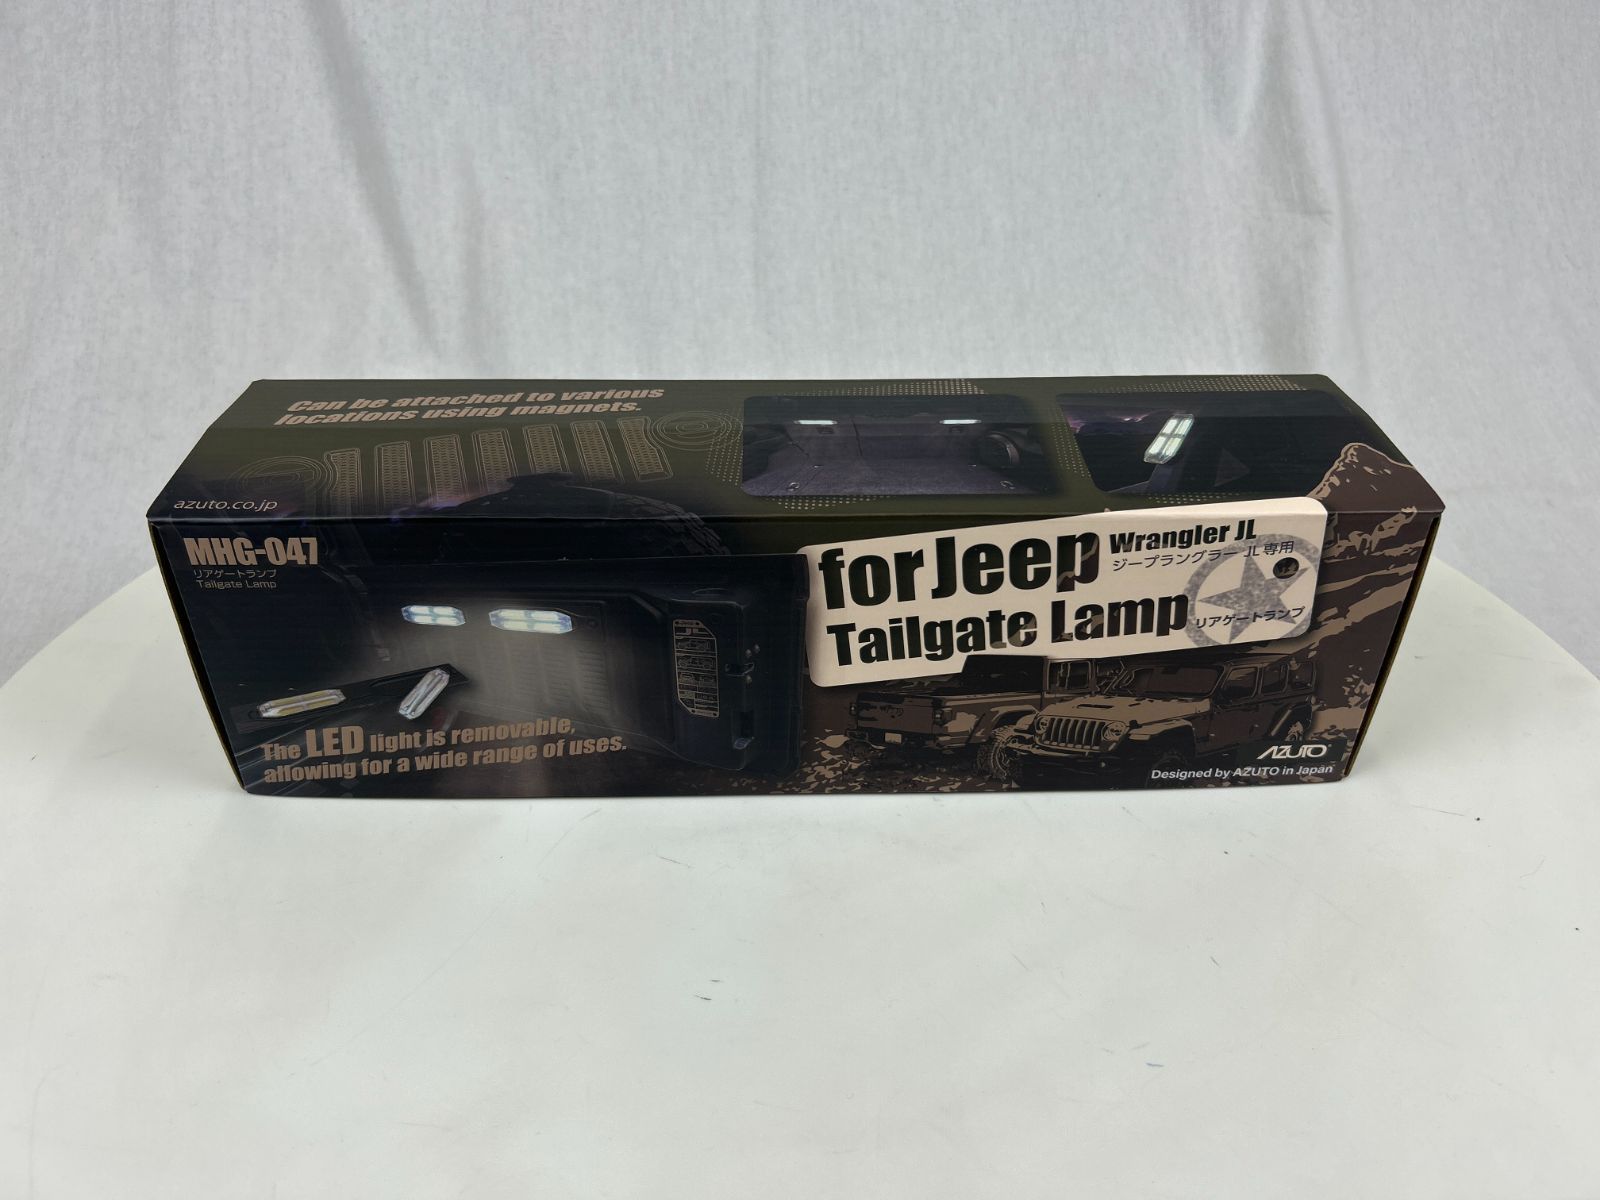 Can be attached to various
locations using magnets.
azuto.co.jp
MHG-047
リアゲートランプ
Tailgate Lamp
for Jeep Wrangler JL
ジープラングラー JL専用
Tailgate Lamp リアゲートランプ
JL
The LED light is removable,
allowing for a wide range of uses.
AZUTO
Designed by AZUTO in Japan